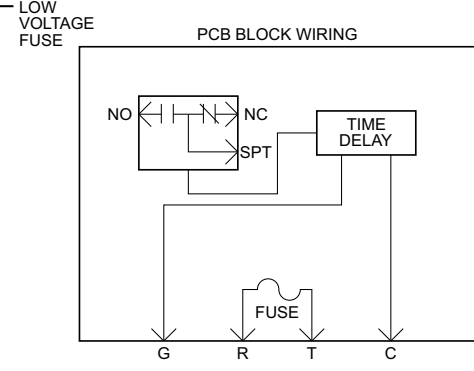 LOW
VOLTAGE
FUSE
PCB BLOCK WIRING
NO
NC
SPT
TIME
DELAY
FUSE
G R T C